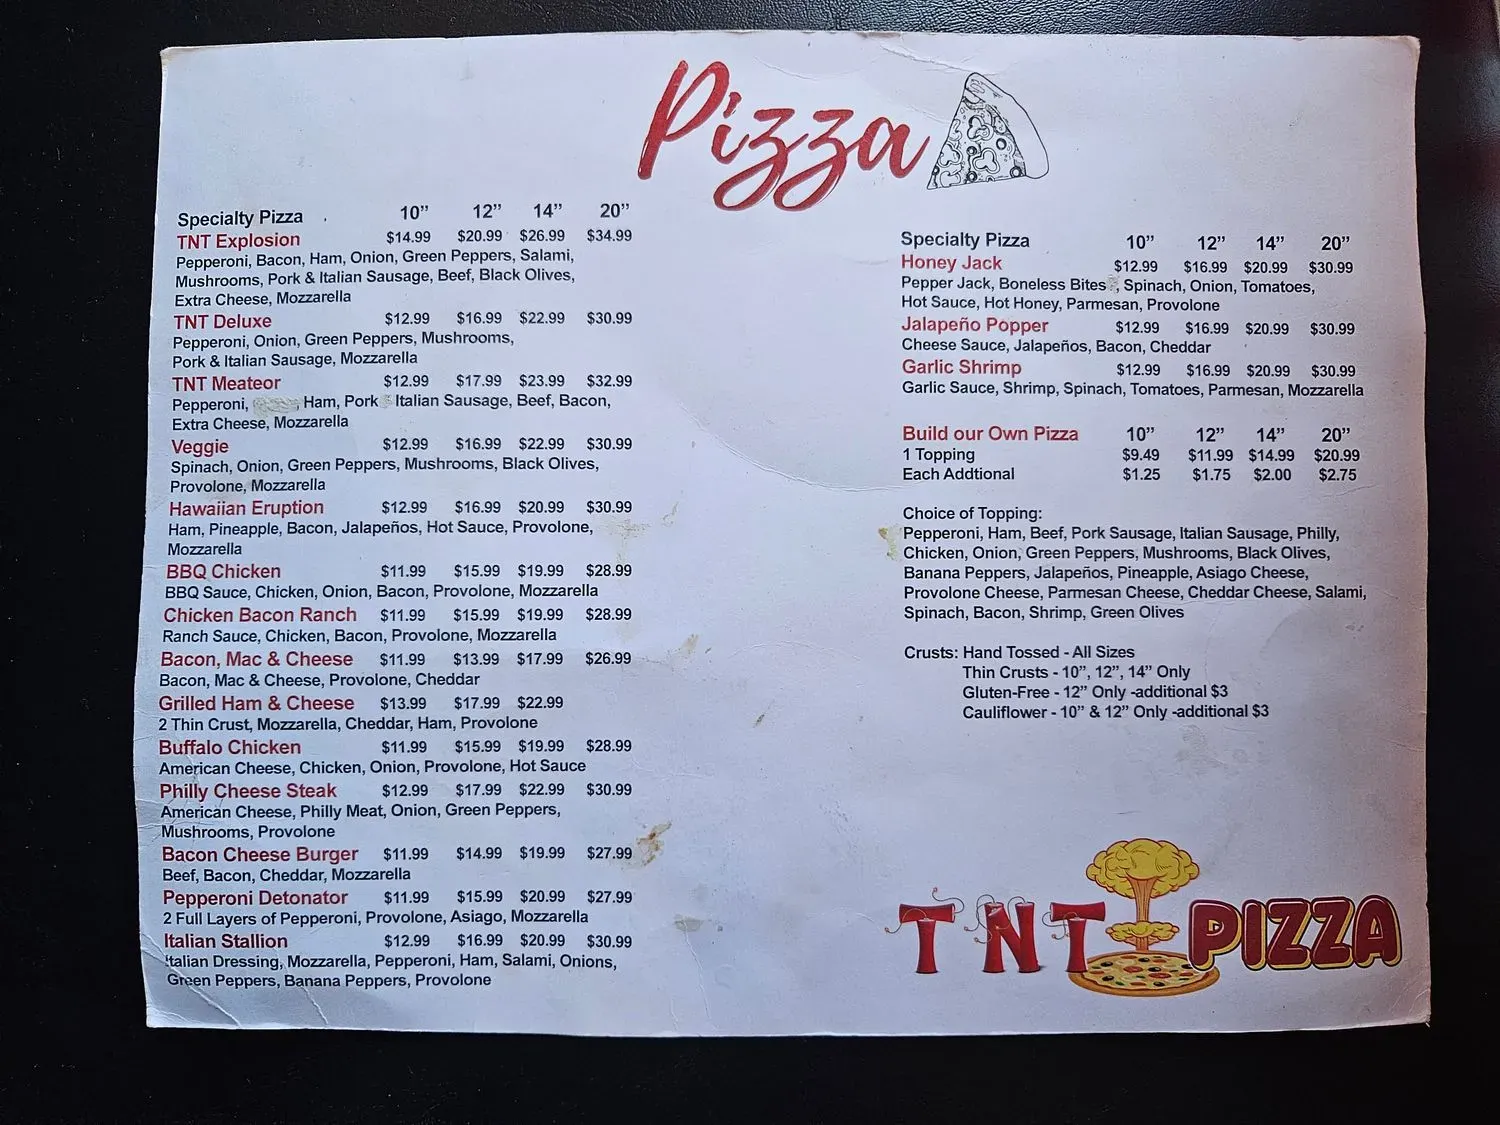 Pizza
Specialty Pizza 10” 12” 14” 20”
TNT Explosion $14.99 $20.99 $26.99 $34.99
Pepperoni, Bacon, Ham, Onion, Green Peppers, Salami,
Mushrooms, Pork & Italian Sausage, Beef, Black Olives,
Extra Cheese, Mozzarella
TNT Deluxe $12.99 $16.99 $22.99 $30.99
Pepperoni, Onion, Green Peppers, Mushrooms,
Pork & Italian Sausage, Mozzarella
TNT Meateor $12.99 $17.99 $23.99 $32.99
Pepperoni, Ham, Pork Italian Sausage, Beef, Bacon,
Extra Cheese, Mozzarella
Veggie $12.99 $16.99 $22.99 $30.99
Spinach, Onion, Green Peppers, Mushrooms, Black Olives,
Provolone, Mozzarella
Hawaiian Eruption $12.99 $16.99 $20.99 $30.99
Ham, Pineapple, Bacon, Jalapeños, Hot Sauce, Provolone,
Mozzarella
BBQ Chicken $11.99 $15.99 $19.99 $28.99
BBQ Sauce, Chicken, Onion, Bacon, Provolone, Mozzarella
Chicken Bacon Ranch $11.99 $15.99 $19.99 $28.99
Ranch Sauce, Chicken, Bacon, Provolone, Mozzarella
Bacon, Mac & Cheese $11.99 $13.99 $17.99 $26.99
Bacon, Mac & Cheese, Provolone, Cheddar
Grilled Ham & Cheese $13.99 $17.99 $22.99
2 Thin Crust, Mozzarella, Cheddar, Ham, Provolone
Buffalo Chicken $11.99 $15.99 $19.99 $28.99
American Cheese, Chicken, Onion, Provolone, Hot Sauce
Philly Cheese Steak $12.99 $17.99 $22.99 $30.99
American Cheese, Philly Meat, Onion, Green Peppers,
Mushrooms, Provolone
Bacon Cheese Burger $11.99 $14.99 $19.99 $27.99
Beef, Bacon, Cheddar, Mozzarella
Pepperoni Detonator $11.99 $15.99 $20.99 $27.99
2 Full Layers of Pepperoni, Provolone, Asiago, Mozzarella
Italian Stallion $12.99 $16.99 $20.99 $30.99
Italian Dressing, Mozzarella, Pepperoni, Ham, Salami, Onions,
Green Peppers, Banana Peppers, Provolone
Specialty Pizza 10” 12” 14” 20”
Honey Jack $12.99 $16.99 $20.99 $30.99
Pepper Jack, Boneless Bites , Spinach, Onion, Tomatoes,
Hot Sauce, Hot Honey, Parmesan, Provolone
Jalapeño Popper $12.99 $16.99 $20.99 $30.99
Cheese Sauce, Jalapeños, Bacon, Cheddar
Garlic Shrimp $12.99 $16.99 $20.99 $30.99
Garlic Sauce, Shrimp, Spinach, Tomatoes, Parmesan, Mozzarella
Build our Own Pizza 10” 12” 14” 20”
1 Topping $9.49 $11.99 $14.99 $20.99
Each Addtional $1.25 $1.75 $2.00 $2.75
Choice of Topping:
Pepperoni, Ham, Beef, Pork Sausage, Italian Sausage, Philly,
Chicken, Onion, Green Peppers, Mushrooms, Black Olives,
Banana Peppers, Jalapeños, Pineapple, Asiago Cheese,
Provolone Cheese, Parmesan Cheese, Cheddar Cheese, Salami,
Spinach, Bacon, Shrimp, Green Olives
Crusts: Hand Tossed - All Sizes
Thin Crusts - 10”, 12”, 14” Only
Gluten-Free - 12” Only -additional $3
Cauliflower - 10” & 12” Only -additional $3
TNT PIZZA